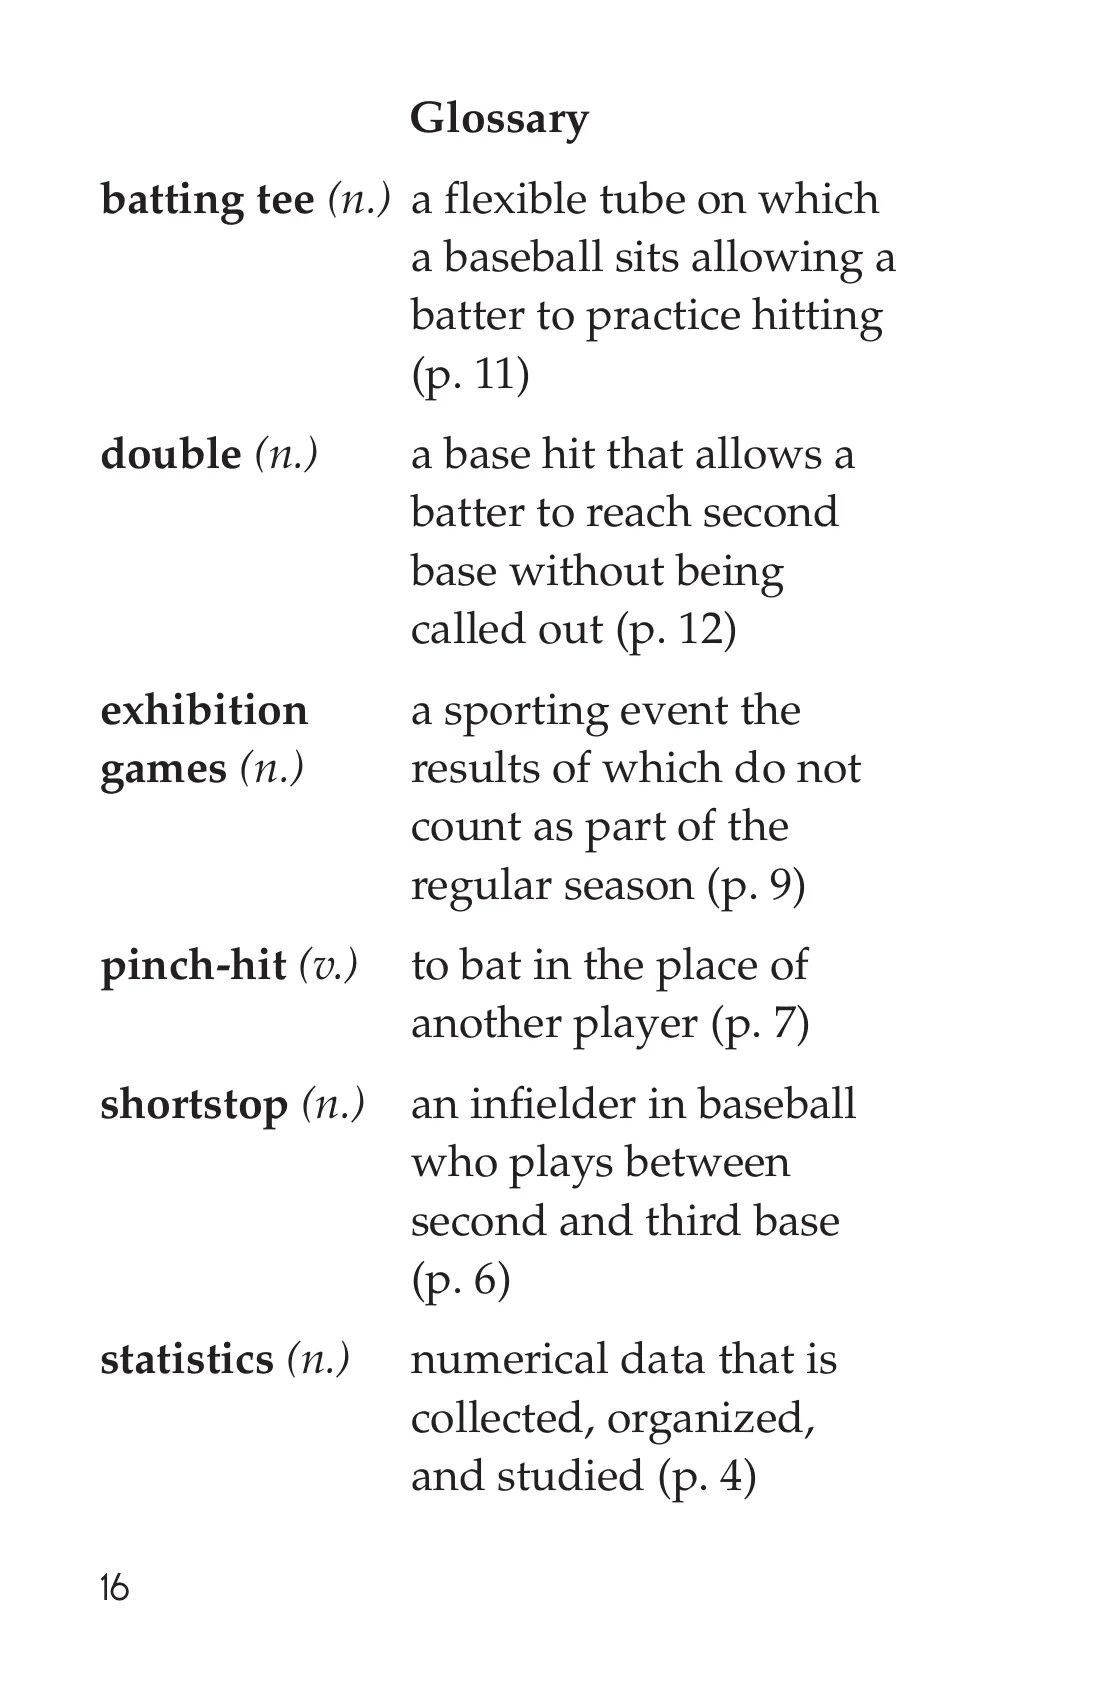 Glossary
batting tee (n.) a flexible tube on which
a baseball sits allowing a
batter to practice hitting
(p. 11)
double (n.) a base hit that allows a
batter to reach second
base without being
called out (p. 12)
exhibition a sporting event the
games (n.) results of which do not
count as part of the
regular season (p. 9)
pinch-hit (v.) to bat in the place of
another player (p. 7)
shortstop (n.) an infielder in baseball
who plays between
second and third base
(p. 6)
statistics (n.) numerical data that is
collected, organized,
and studied (p. 4)
16